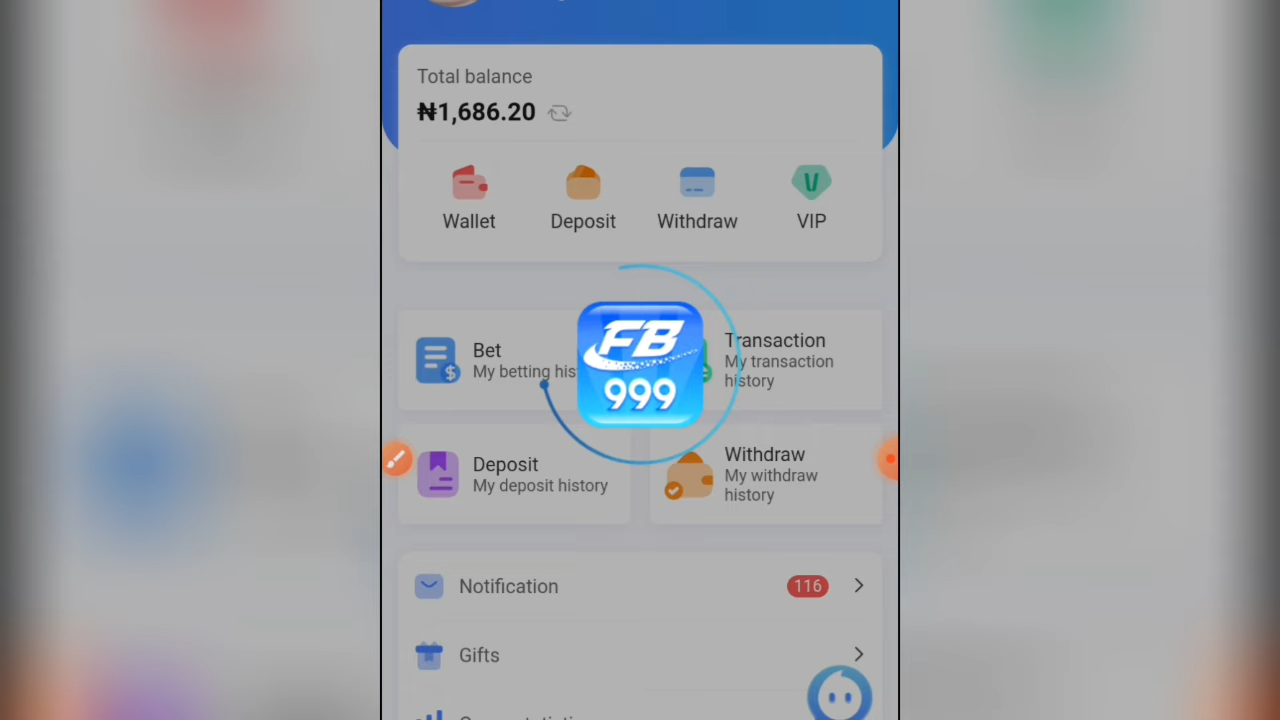 Total balance
₦1,686.20
Wallet
Deposit
Withdraw
VIP
Bet
My betting his
Transaction
My transaction
history
FB
999
Deposit
My deposit history
Withdraw
My withdraw
history
Notification
116
Gifts